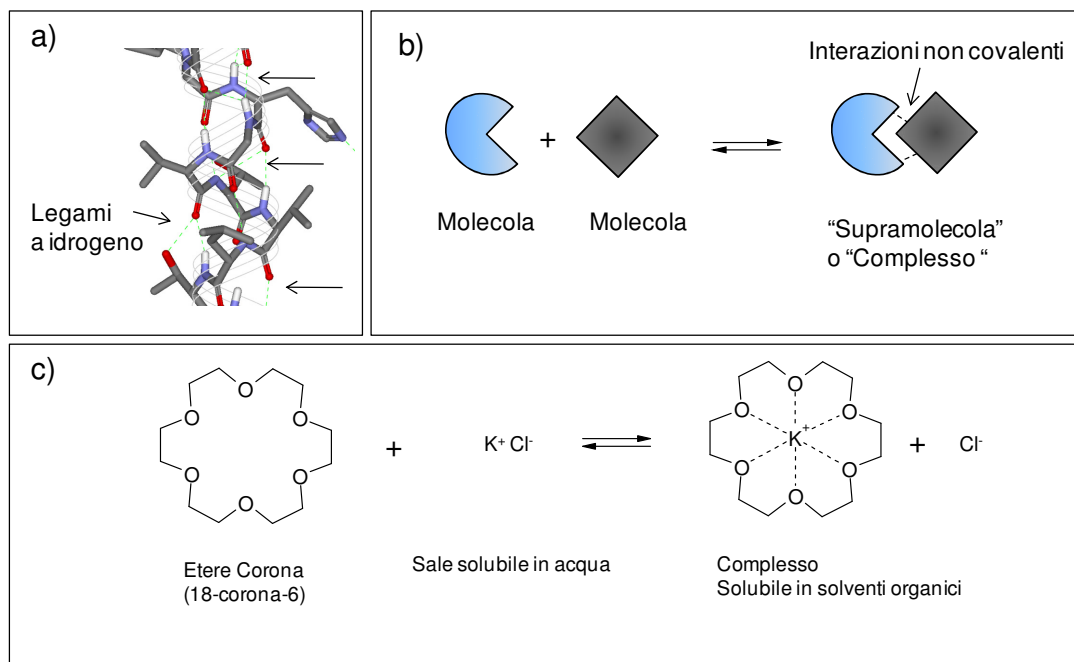 a)
Legami
a idrogeno
b)
Interazioni non covalenti
+
Molecola
Molecola
“Supramolecola”
o “Complesso “
c)
O
O
O
O
O
O
+
K+ Cl-
O
O
O
K+
O
O
O
+
Cl-
Etere Corona
(18-corona-6)
Sale solubile in acqua
Complesso
Solubile in solventi organici